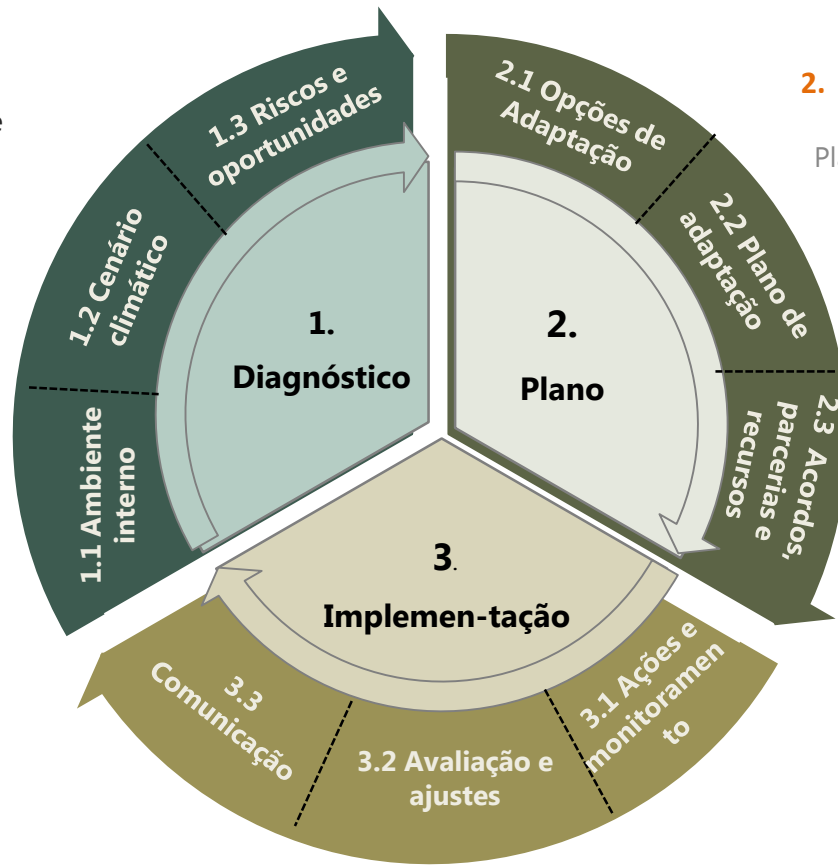 e
1.3 Riscos e
oportunidades
1.2 Cenário
climático
1.1 Ambiente
interno
1.
Diagnóstico
2.1 Opções de
Adaptação
2.2 Plano de
adaptação
2.3 Acordos,
parcerias e
recursos
2.
Plano
2.
Pl
3.
Implemen-tação
3.1 Ações e
monitoramen
to
3.2 Avaliação e
ajustes
3.3
Comunicação